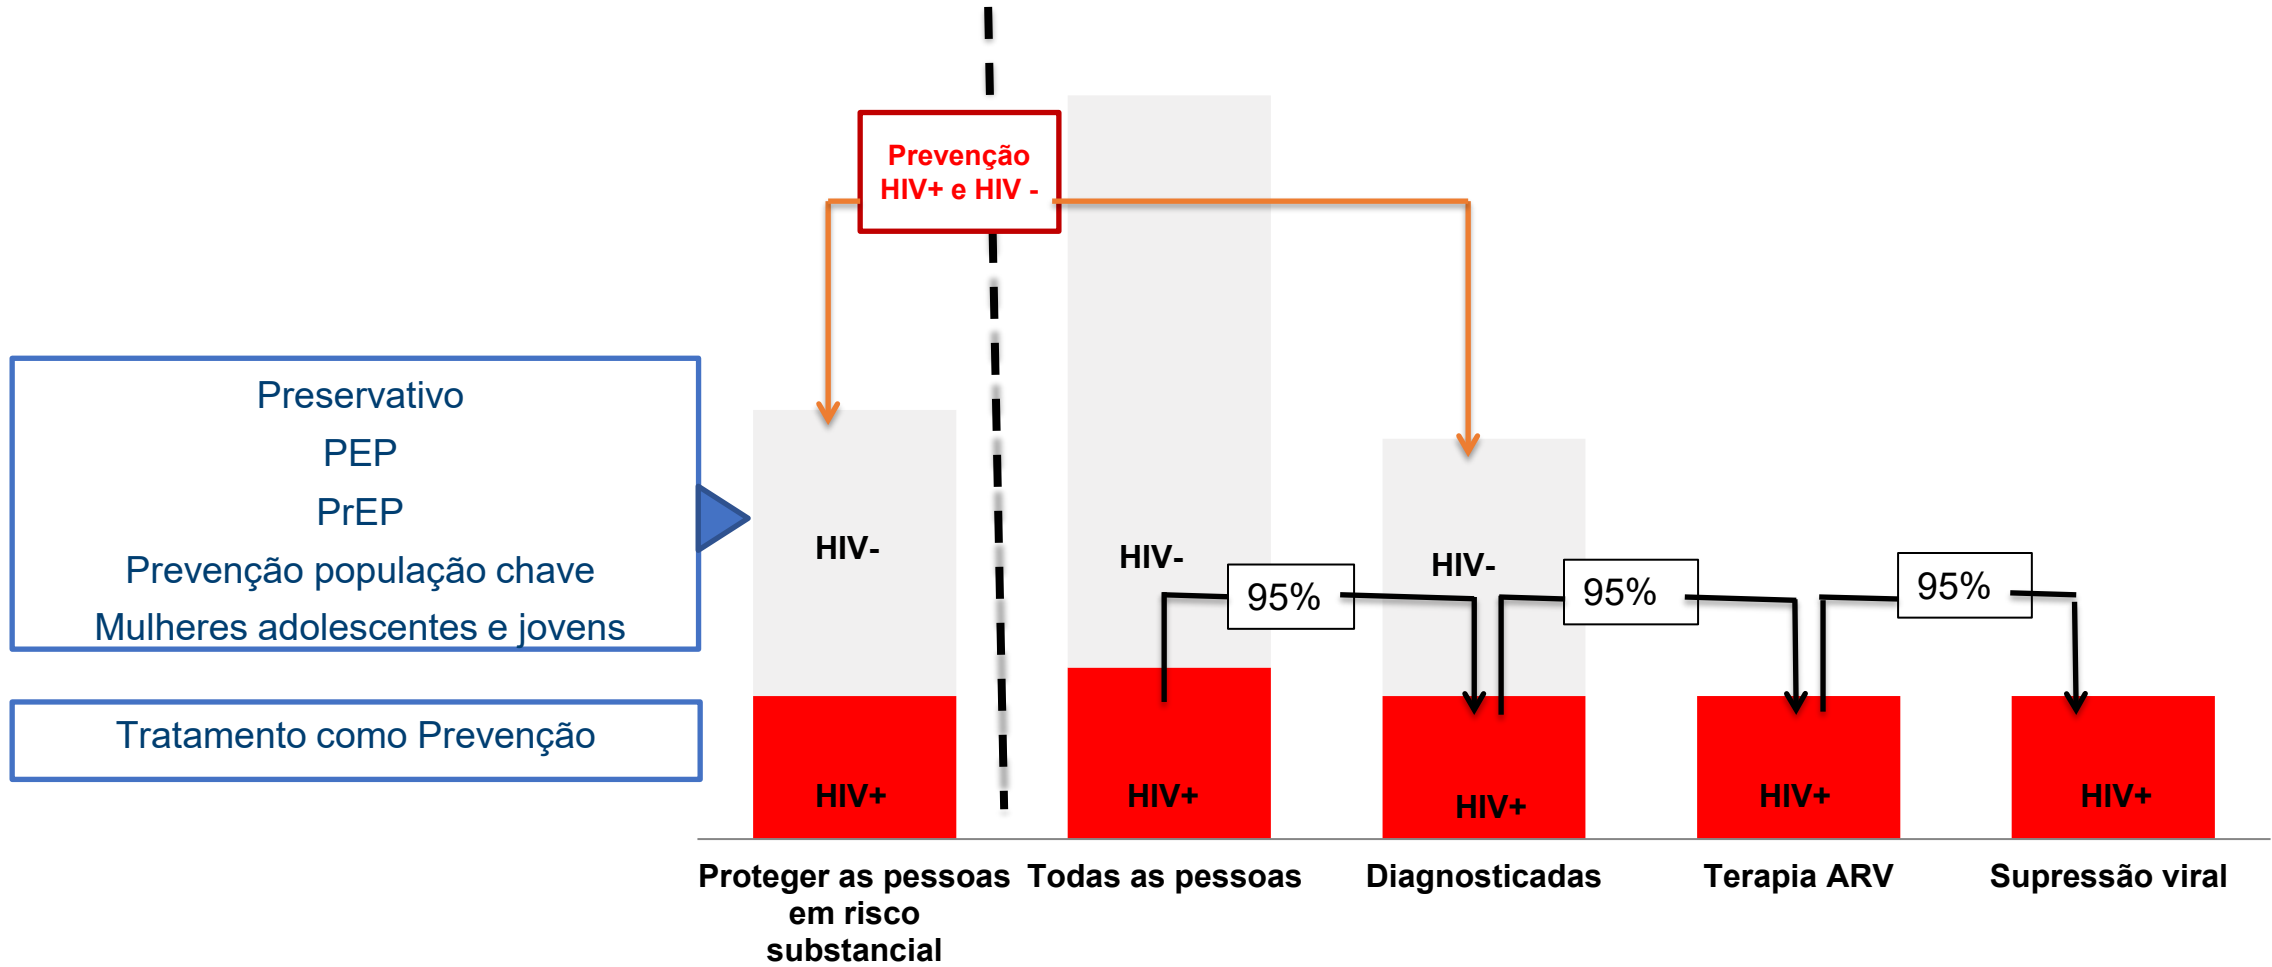 Prevenção
HIV+ e HIV -
Preservativo
PEP
PrEP
Prevenção população chave
Mulheres adolescentes e jovens
Tratamento como Prevenção
HIV-
HIV-
HIV-
95%
95%
95%
HIV+
HIV+
HIV+
HIV+
HIV+
Proteger as pessoas
em risco
substancial
Todas as pessoas
Diagnosticadas
Terapia ARV
Supressão viral